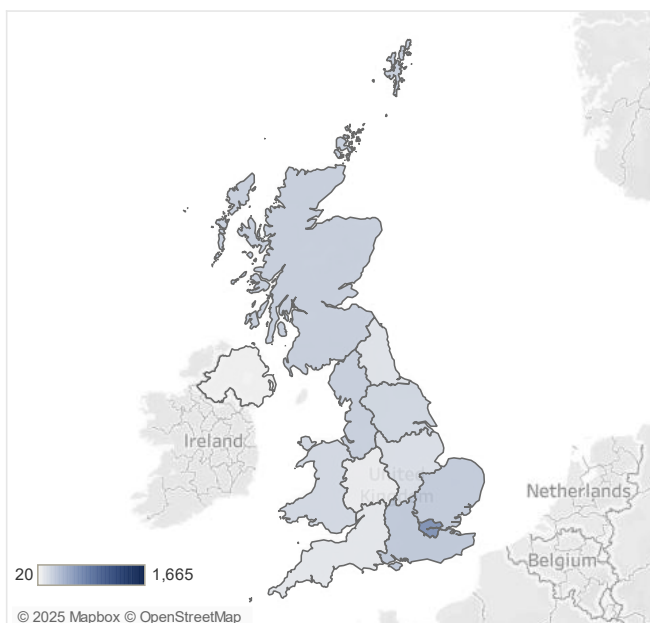 Ireland
United
Kingdom
Netherlands
Belgium
20 1,665
© 2025 Mapbox © OpenStreetMap